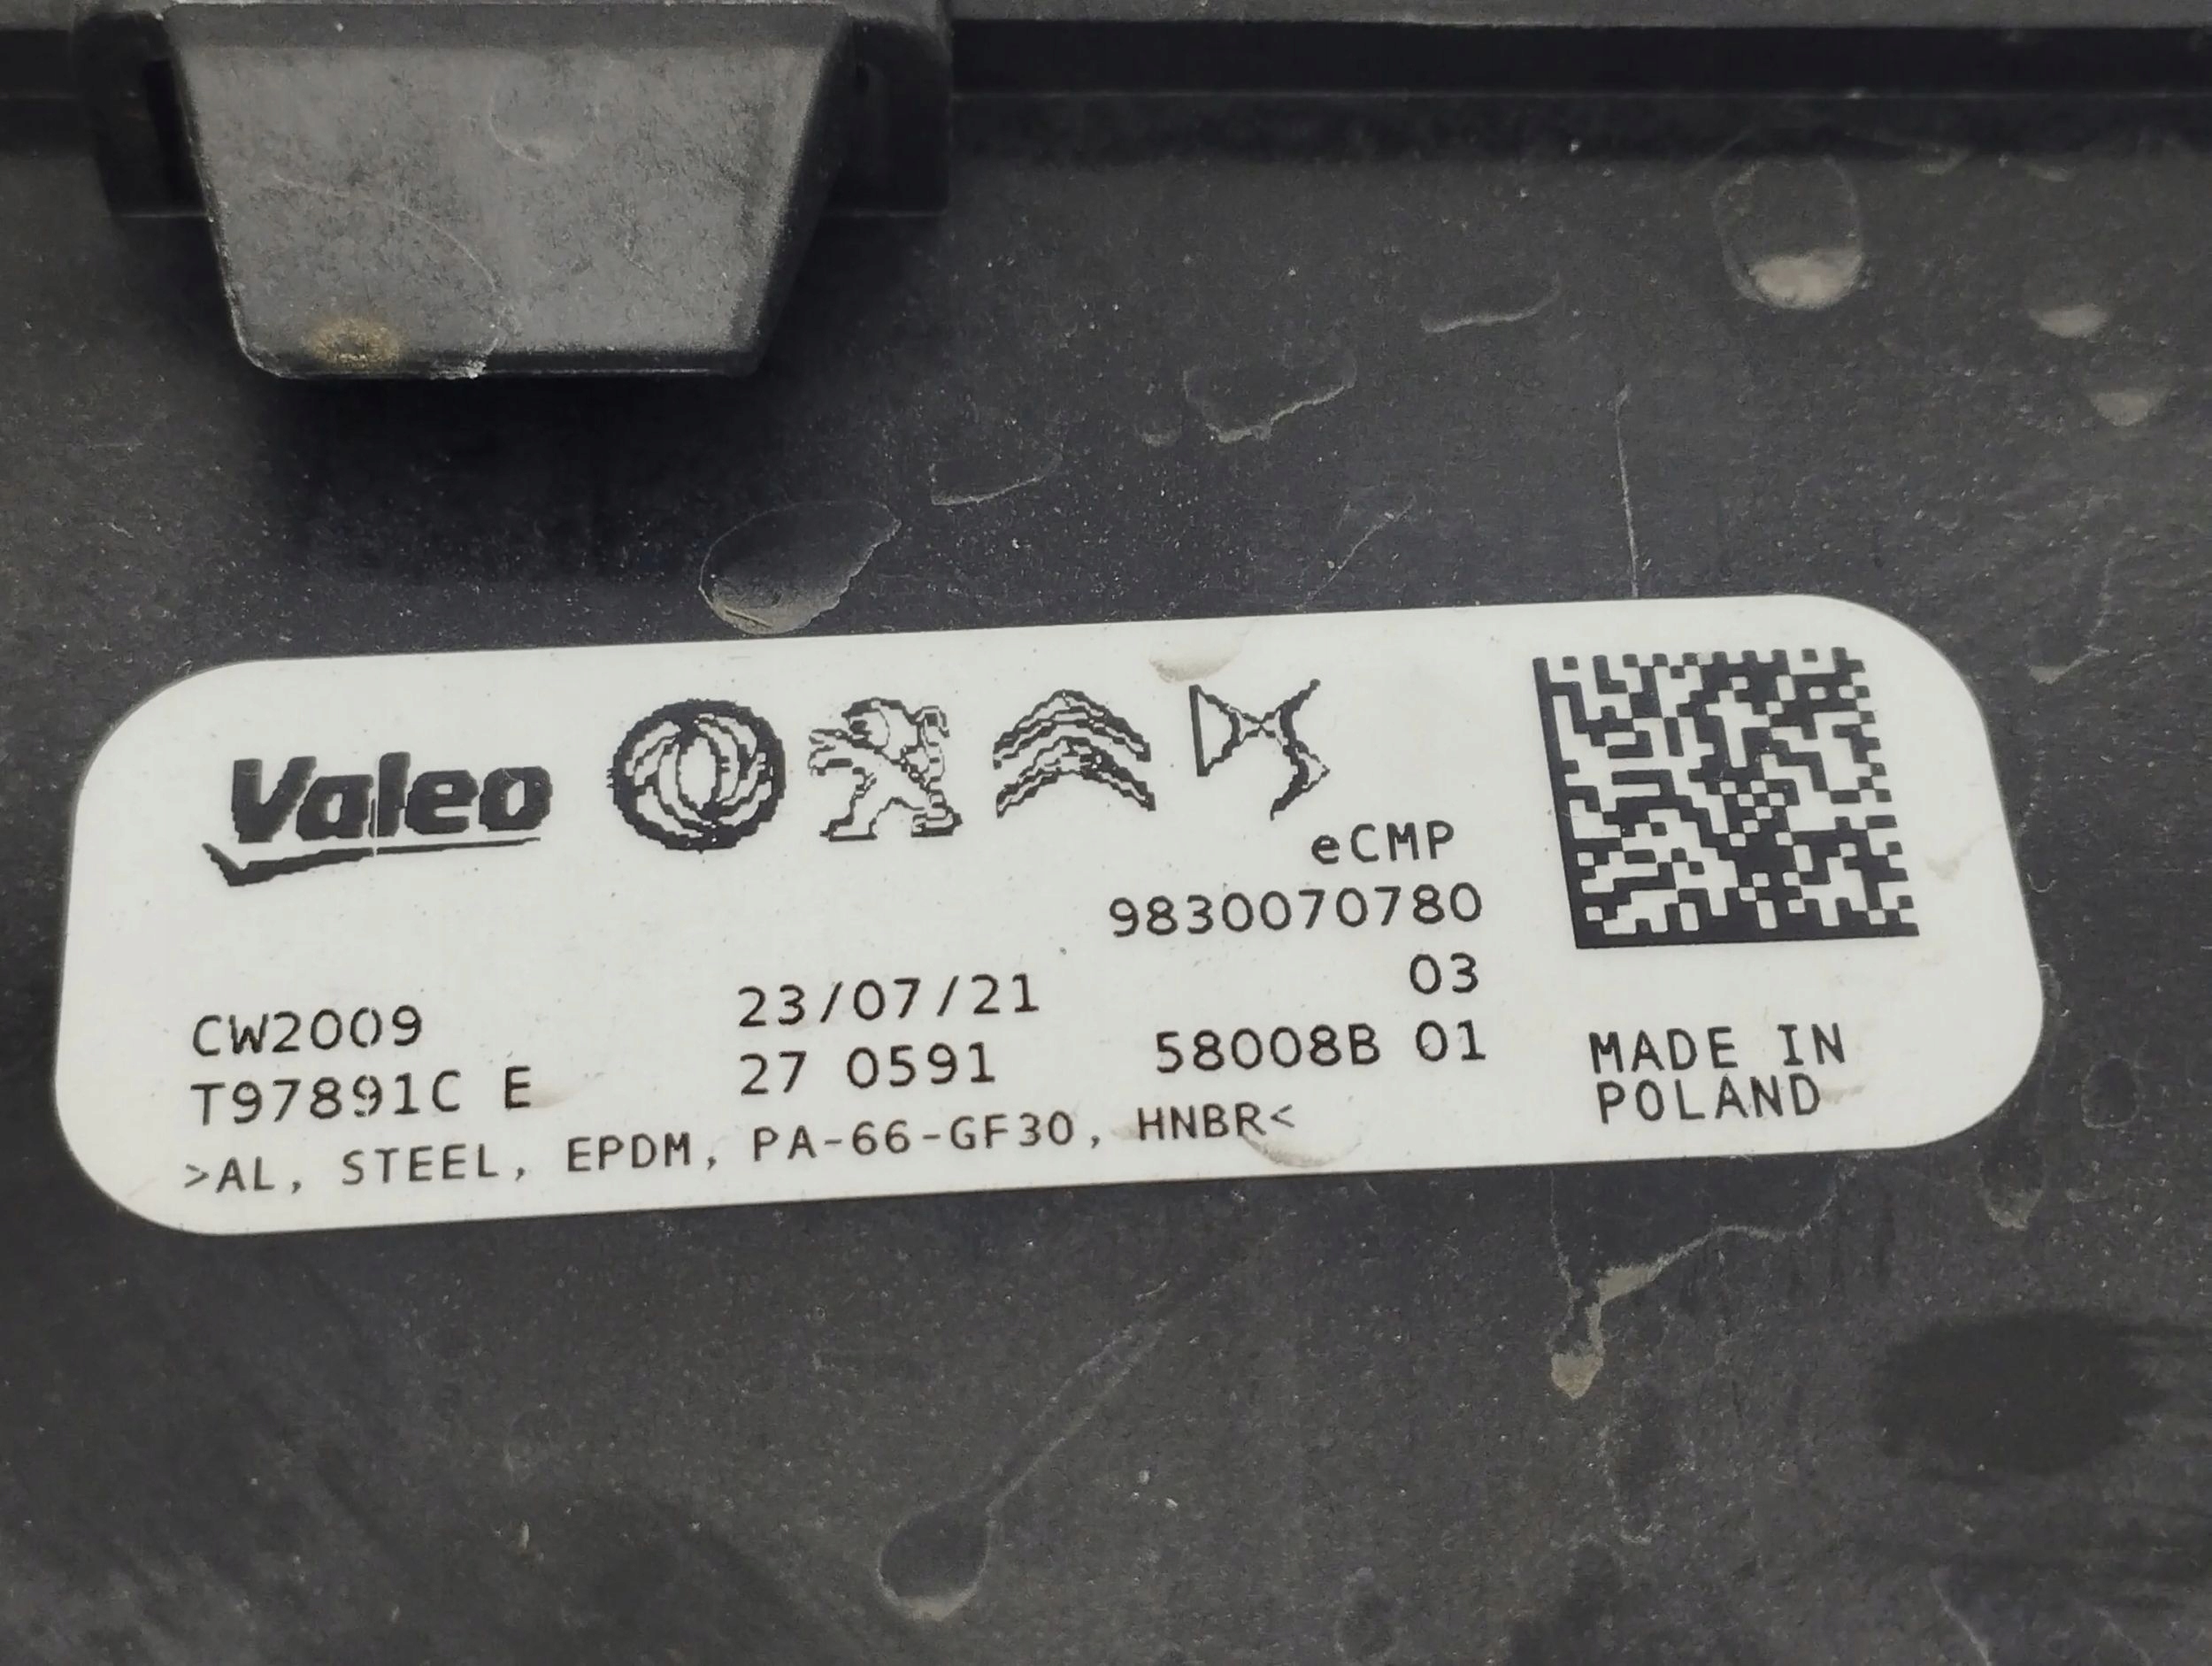 Valeo
eCMP
9830070780
03
CW2009 23/07/21
T97891C E 27 0591 58008B 01
>AL, STEEL, EPDM, PA-66-GF30, HNBR<
MADE IN
POLAND